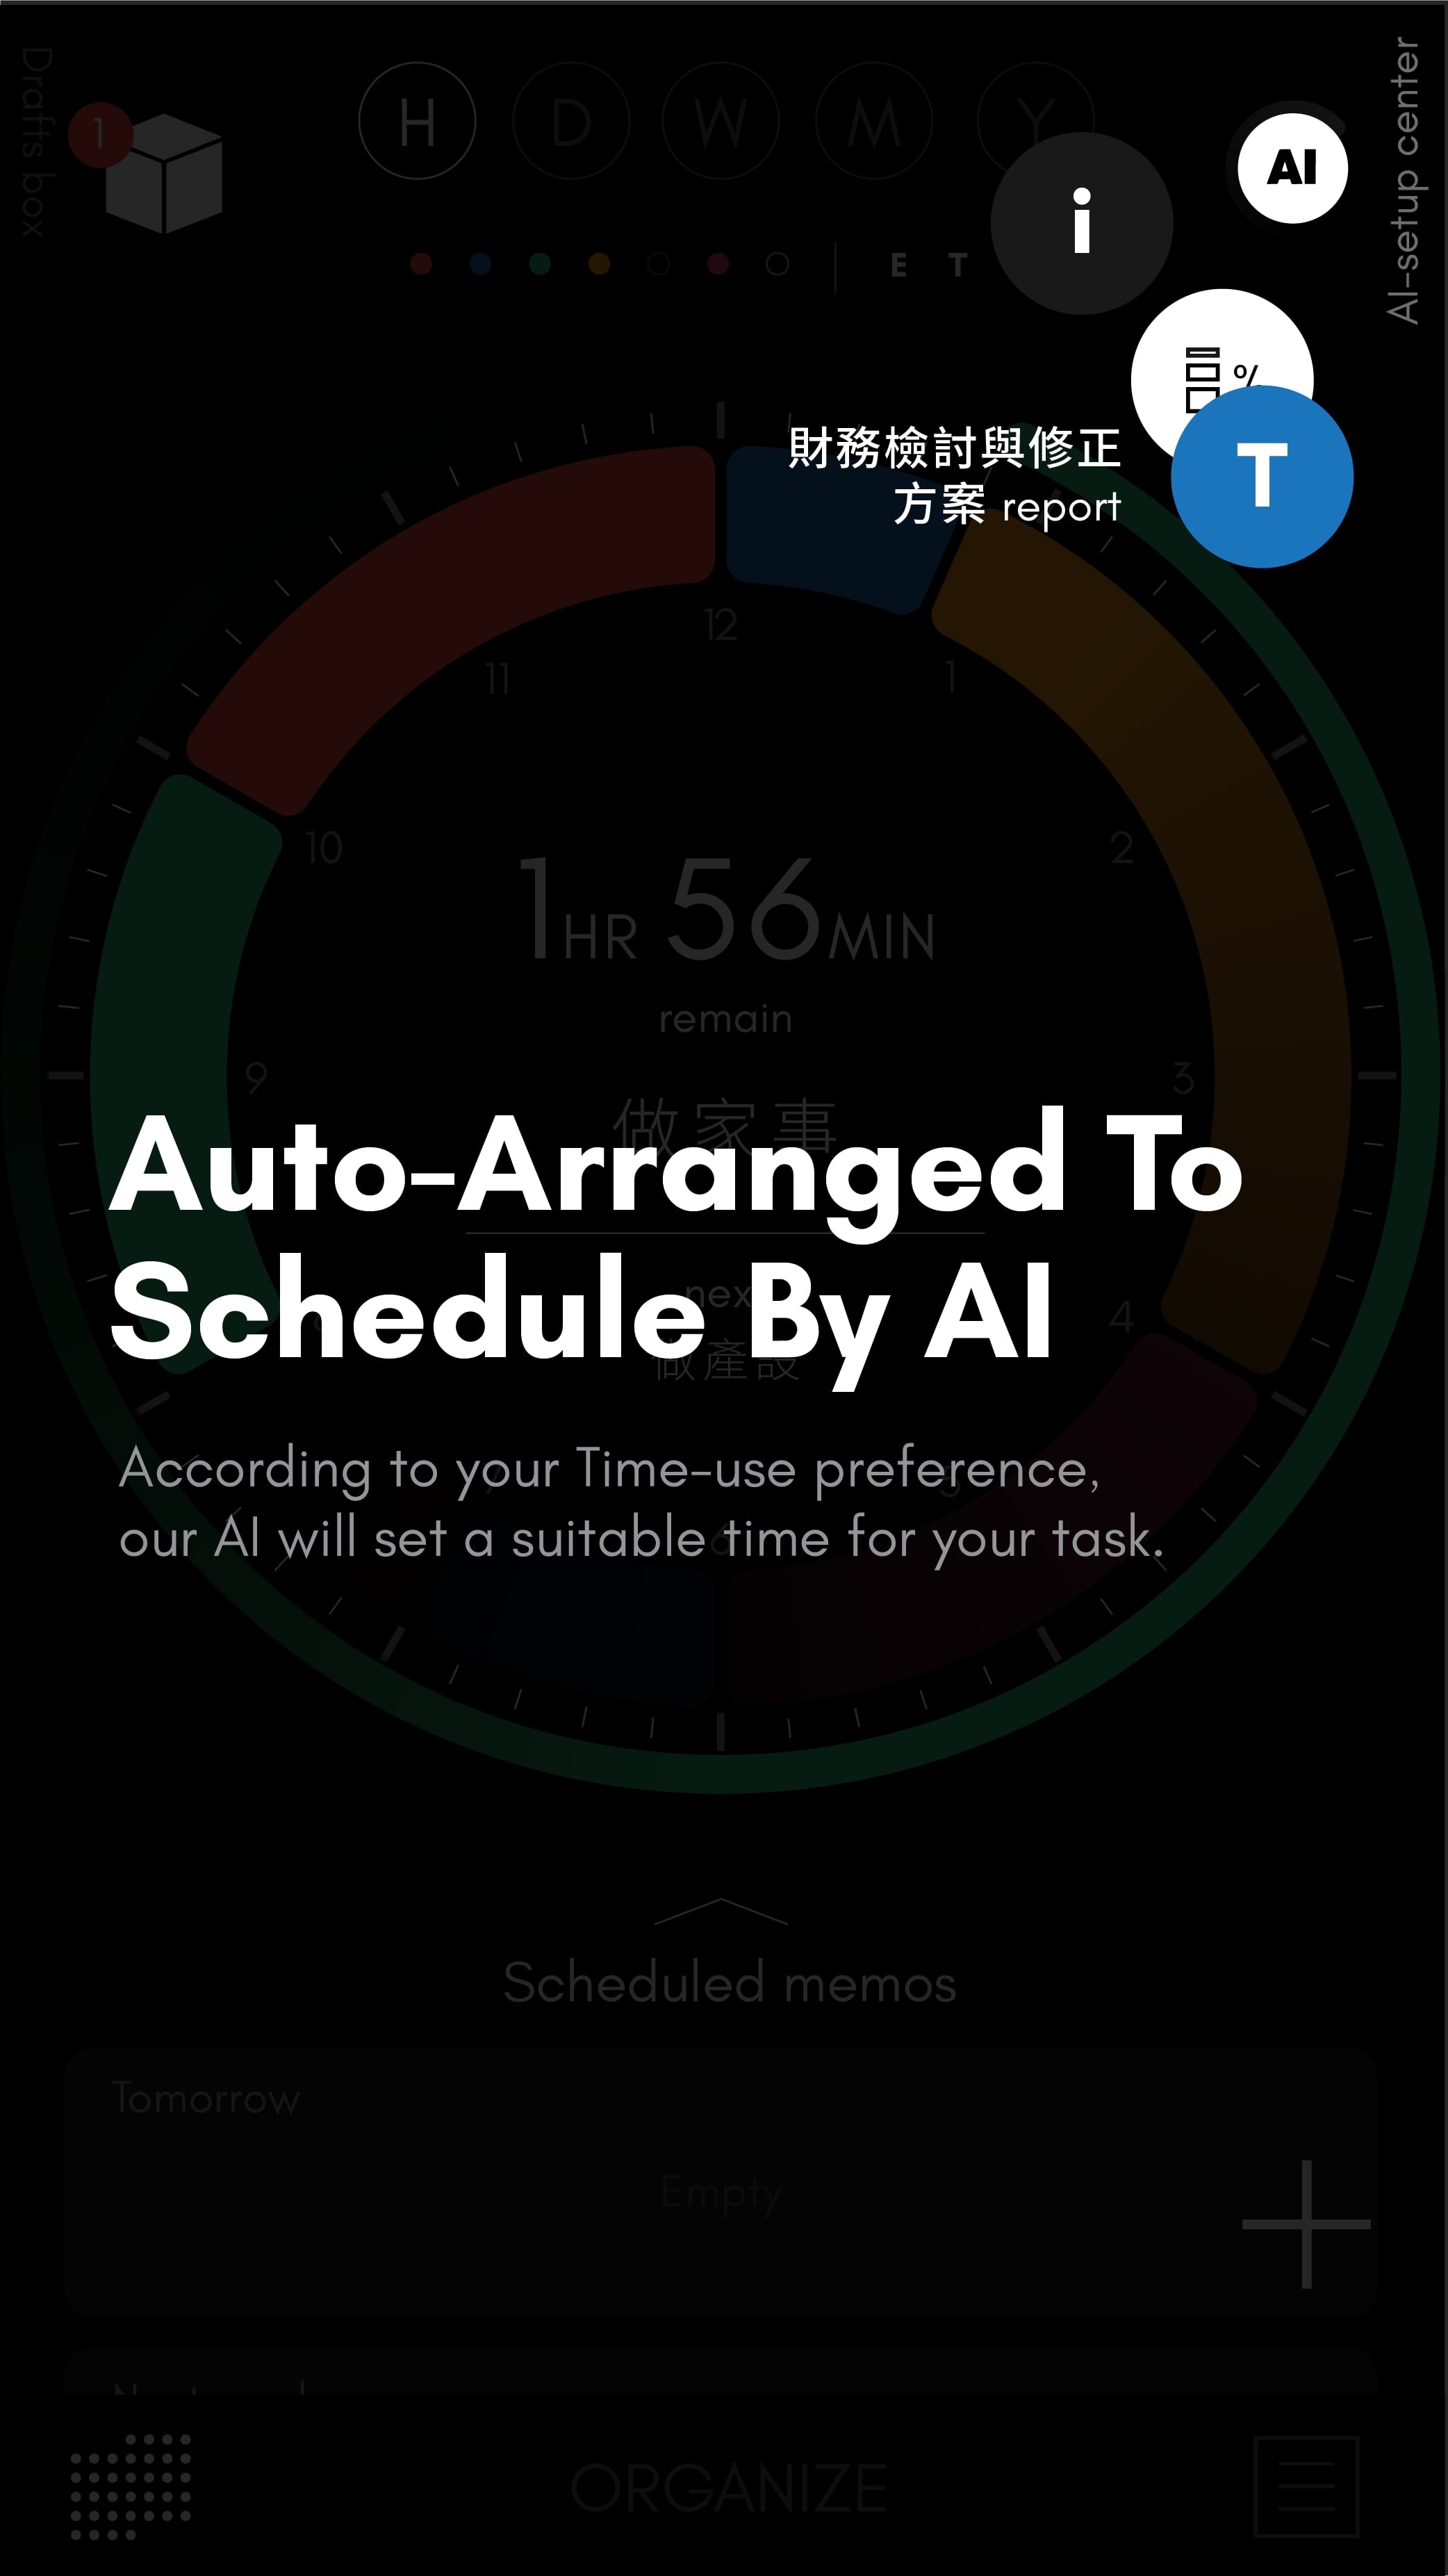 Drafts box
1
H
D
W
M
Y
i
AI
AI-setup center
E T
%
T
財務檢討與修正
方案 report
12
11
1
10
2
1HR 56MIN
remain
9
3
做家事
Auto-Arranged To
Schedule By AI
next
4
做產設
According to your Time-use preference,
our AI will set a suitable time for your task.
5
6
Scheduled memos
Tomorrow
Empty
ORGANIZE